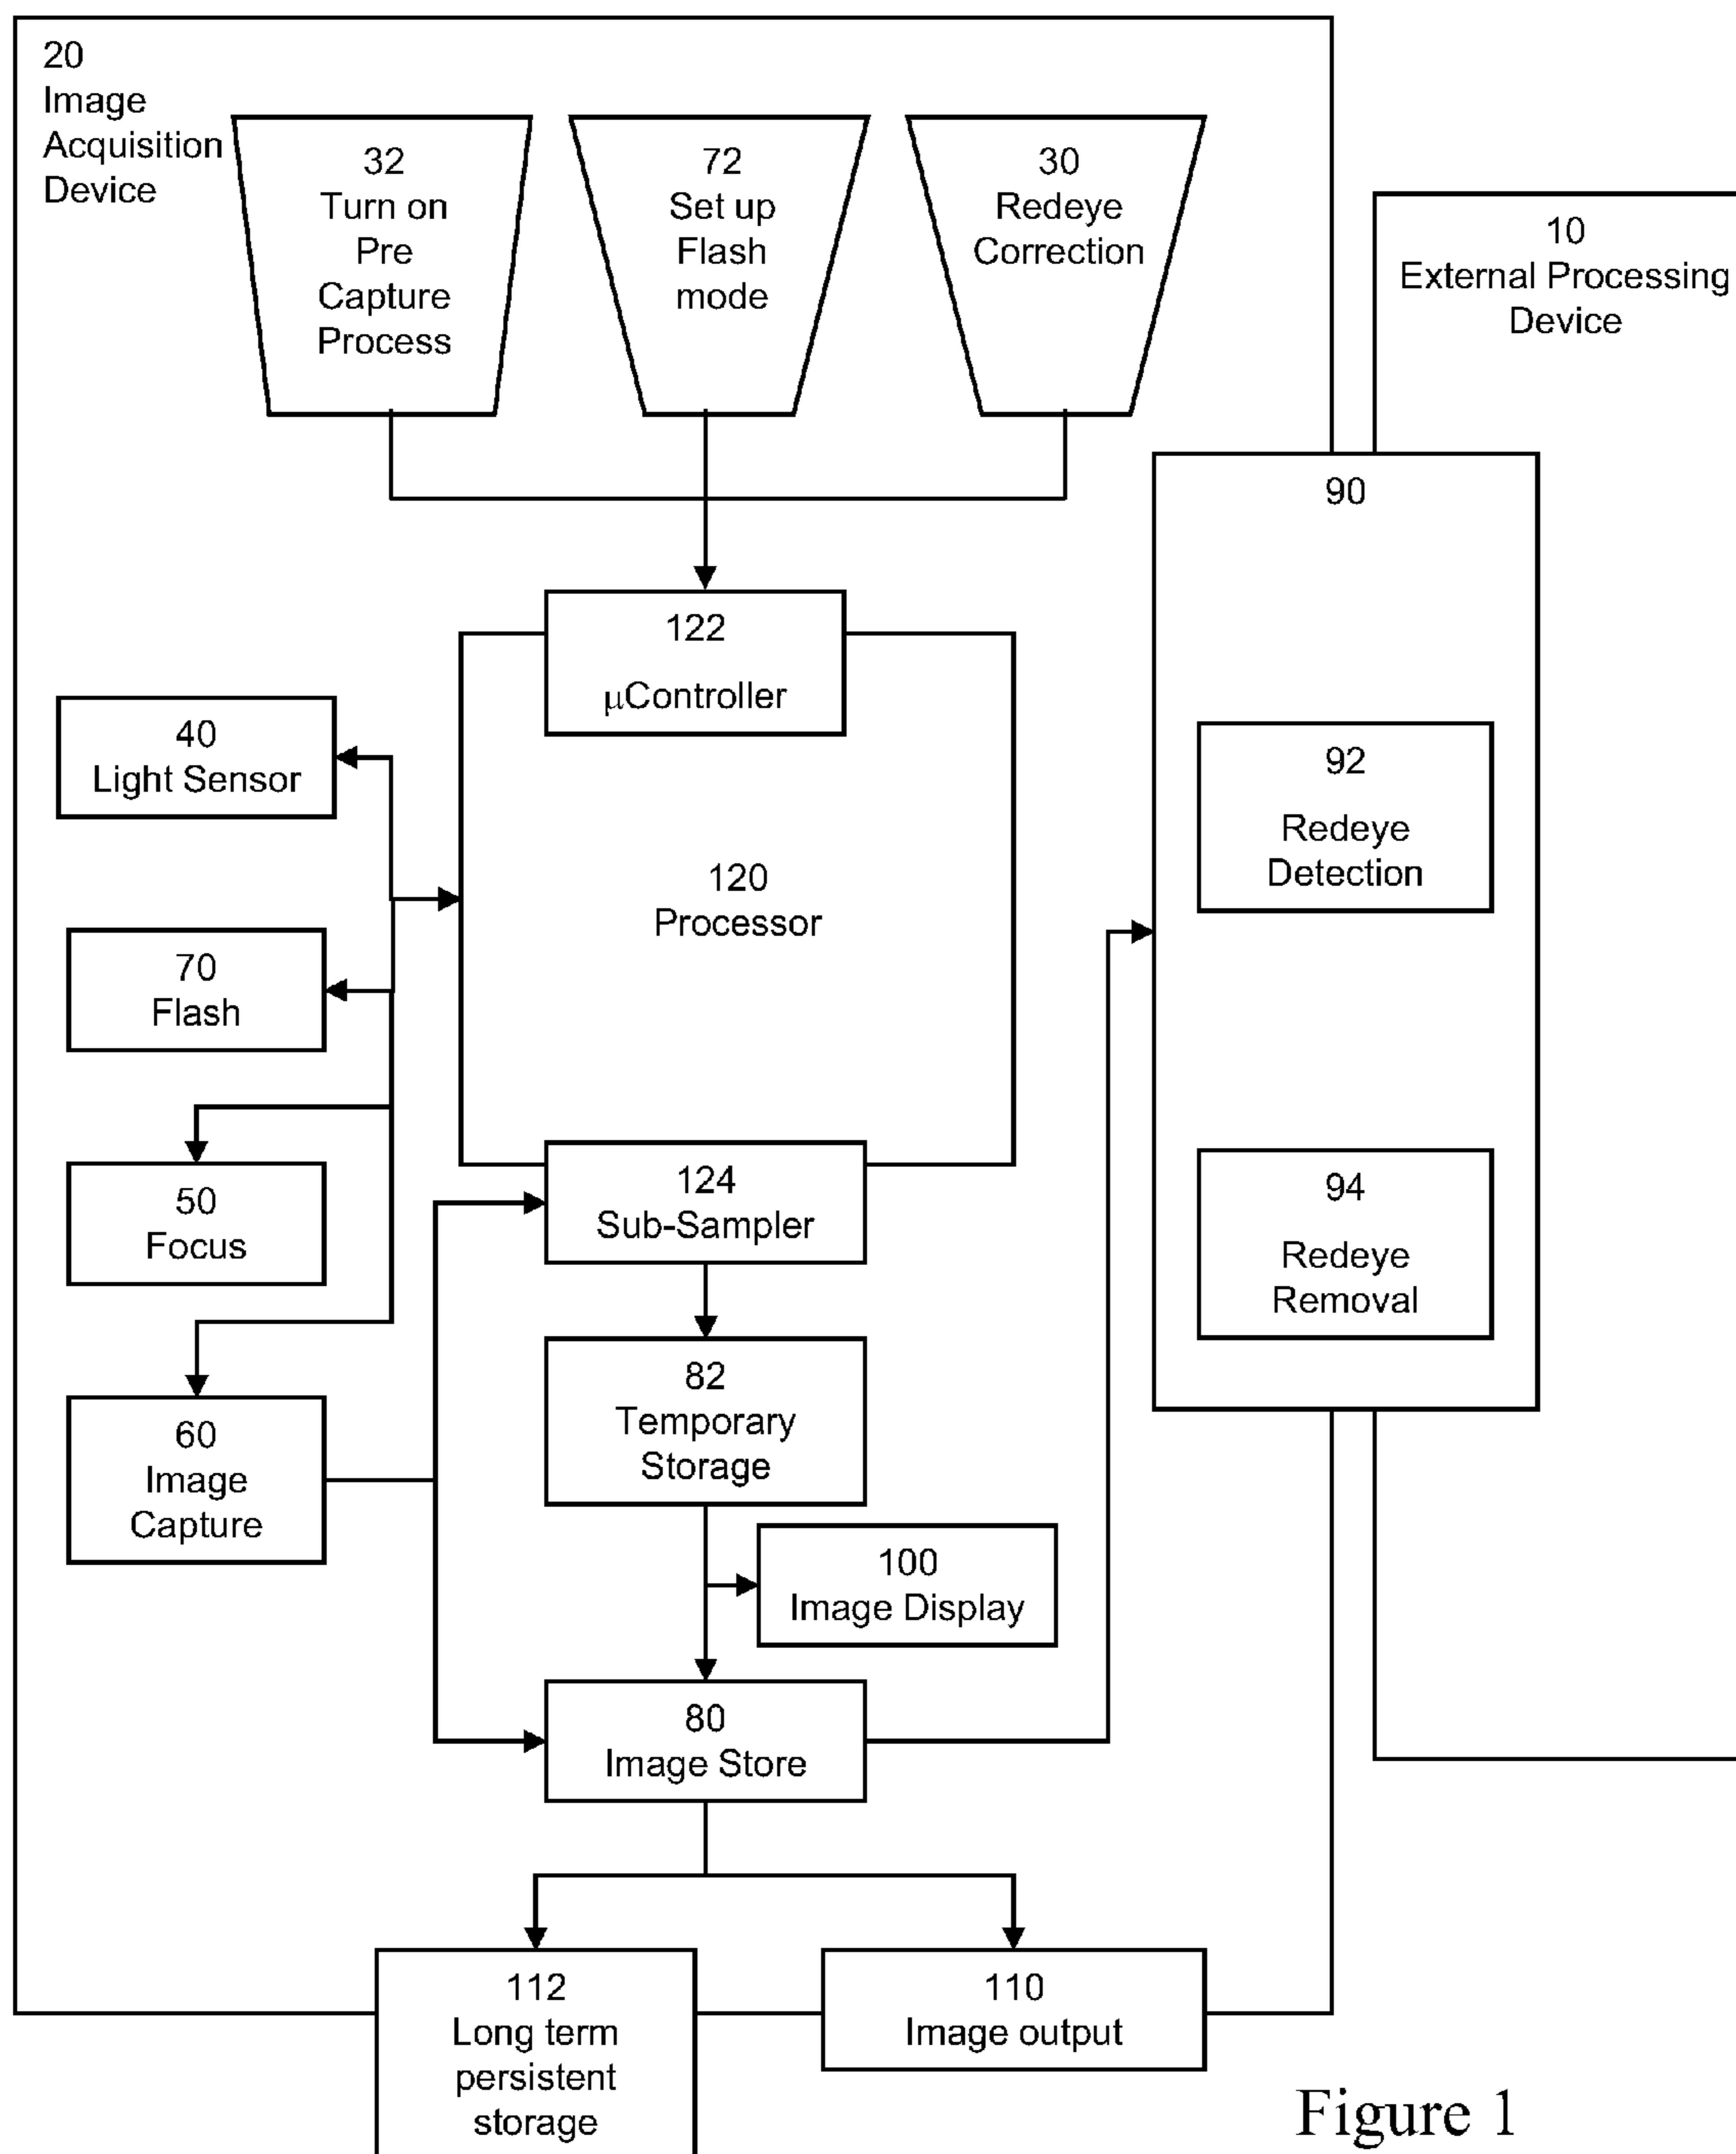 20
Image
Acquisition
Device
32
Turn on
Pre
Capture
Process
72
Set up
Flash
mode
30
Redeye
Correction
10
External Processing
Device
90
122
μController
40
Light Sensor
92
Redeye
Detection
120
Processor
70
Flash
124
Sub-Sampler
50
Focus
94
Redeye
Removal
82
Temporary
Storage
60
Image
Capture
100
Image Display
80
Image Store
112
Long term
persistent
storage
110
Image output
Figure 1